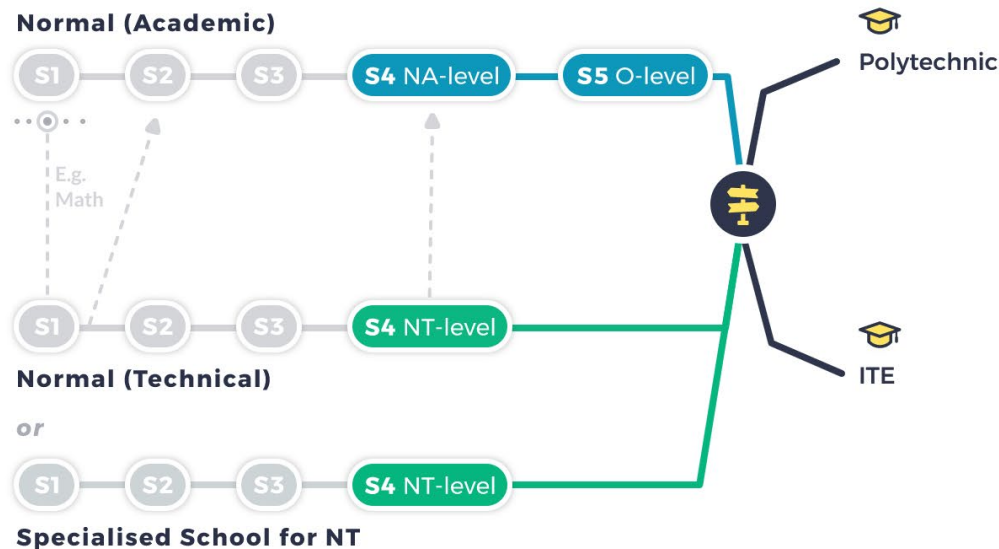 Normal (Academic)
S1 S2 S3 S4 NA-level S5 O-level
Polytechnic
E.g.
Math
S1 S2 S3 S4 NT-level
Normal (Technical)
ITE
or
S1 S2 S3 S4 NT-level
Specialised School for NT